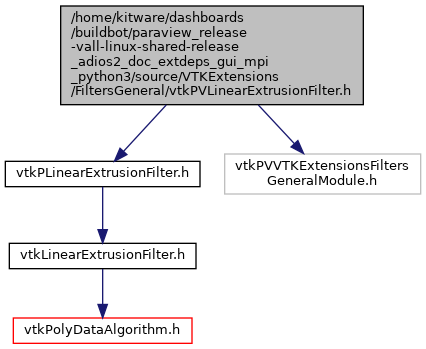 /home/kitware/dashboards
/buildbot/paraview_release
-vall-linux-shared-release
_adios2_doc_extdeps_gui_mpi
_python3/source/VTKExtensions
/FiltersGeneral/vtkPVLinearExtrusionFilter.h
vtkPLinearExtrusionFilter.h
vtkPVVTKExtensionsFilters
GeneralModule.h
vtkLinearExtrusionFilter.h
vtkPolyDataAlgorithm.h